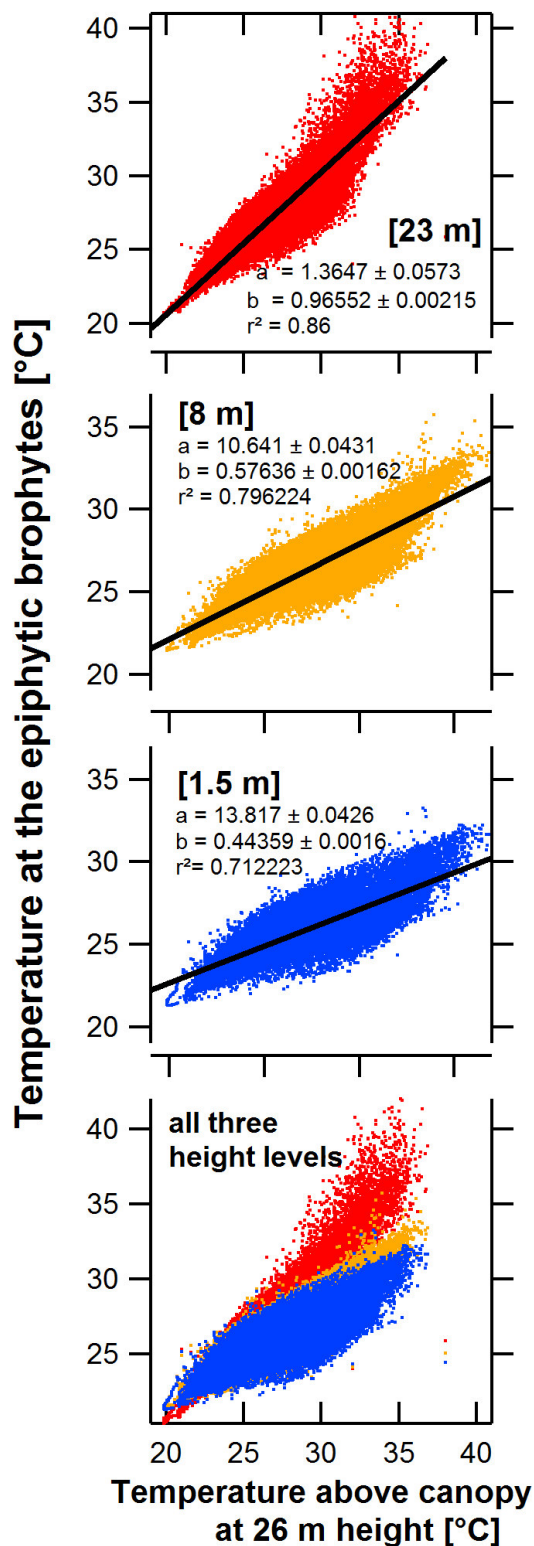 Temperature at the epiphytic brophytes [°C]
40
35
30
25
20
[23 m]
a = 1.3647 ± 0.0573
b = 0.96552 ± 0.00215
r² = 0.86
35
30
25
20
[8 m]
a = 10.641 ± 0.0431
b = 0.57636 ± 0.00162
r² = 0.796224
35
30
25
20
[1.5 m]
a = 13.817 ± 0.0426
b = 0.44359 ± 0.0016
r²= 0.712223
40
35
30
25
all three
height levels
20 25 30 35 40
Temperature above canopy
at 26 m height [°C]